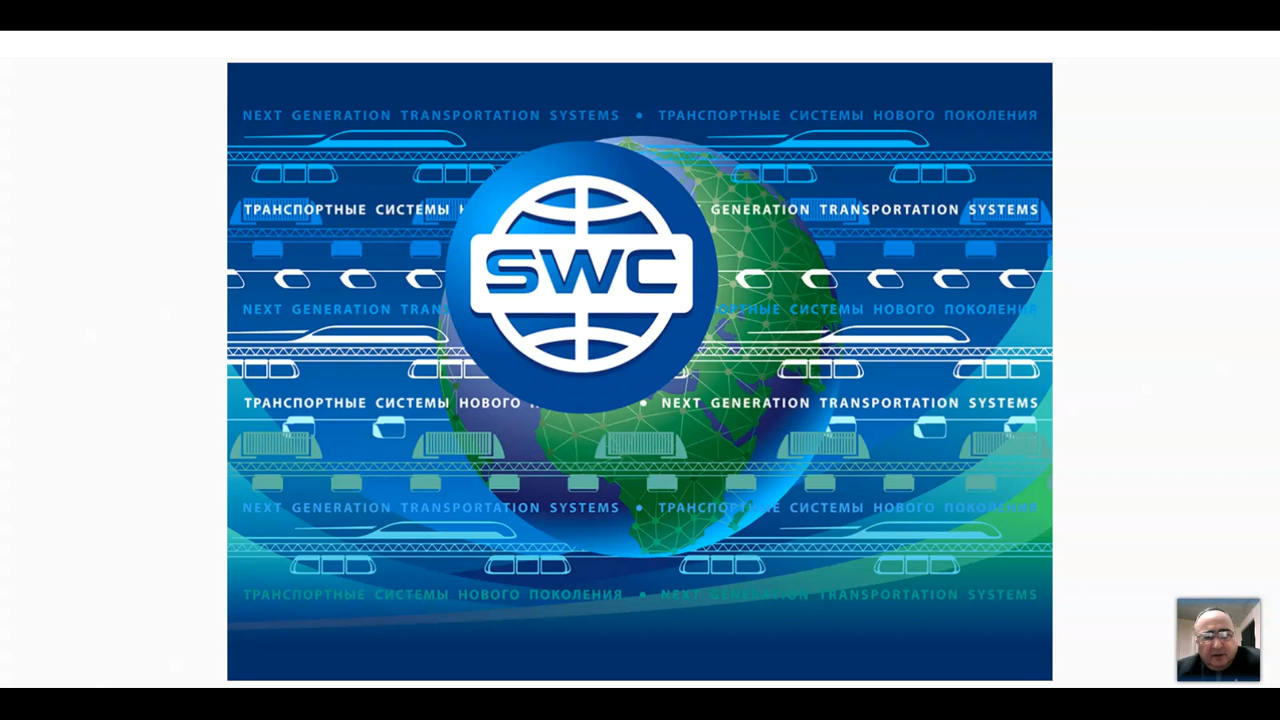 NEXT GENERATION TRANSPORTATION SYSTEMS • ТРАНСПОРТНЫЕ СИСТЕМЫ НОВОГО ПОКОЛЕНИЯ
ТРАНСПОРТНЫЕ СИСТЕМЫ GENERATION TRANSPORTATION SYSTEMS
SWC
NEXT GENERATION СИСТЕМЫ НОВОГО ПОКОЛЕНИЯ
ТРАНСПОРТНЫЕ СИСТЕМЫ НОВОГО • NEXT GENERATION TRANSPORTATION SYSTEMS
NEXT GENERATION TRANSPORTATION SYSTEMS • ТРАНСПОРТНЫЕ СИСТЕМЫ НОВОГО ПОКОЛЕНИЯ
ТРАНСПОРТНЫЕ СИСТЕМЫ НОВОГО ПОКОЛЕНИЯ • NEXT GENERATION TRANSPORTATION SYSTEMS